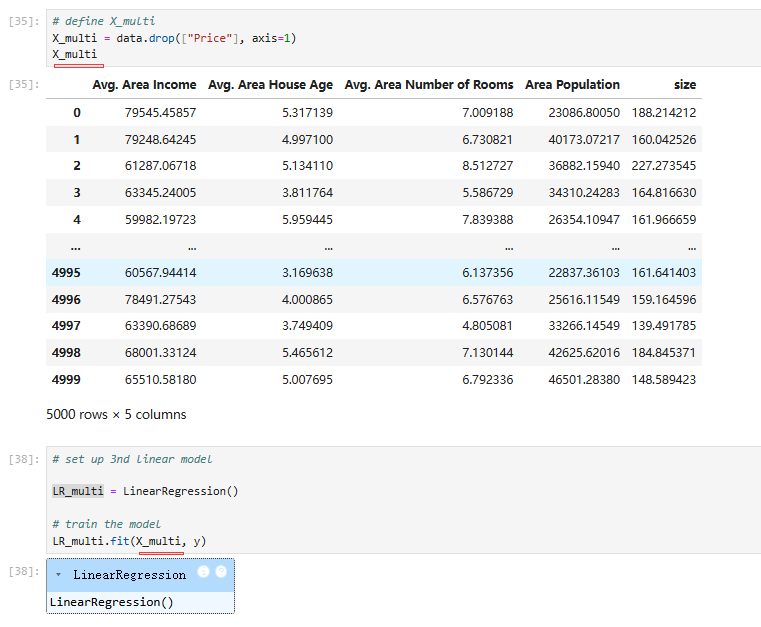 [35]: # define X_multi
X_multi = data.drop(["Price"], axis=1)
X_multi
[35]: Avg. Area Income Avg. Area House Age Avg. Area Number of Rooms Area Population size
0 79545.45857 5.317139 7.009188 23086.80050 188.214212
1 79248.64245 4.997100 6.730821 40173.07217 160.042526
2 61287.06718 5.134110 8.512727 36882.15940 227.273545
3 63345.24005 3.811764 5.586729 34310.24283 164.816630
4 59982.19723 5.959445 7.839388 26354.10947 161.966659
... ... ... ... ... ...
4995 60567.94414 3.169638 6.137356 22837.36103 161.641403
4996 78491.27543 4.000865 6.576763 25616.11549 159.164596
4997 63390.68689 3.749409 4.805081 33266.14549 139.491785
4998 68001.33124 5.465612 7.130144 42625.62016 184.845371
4999 65510.58180 5.007695 6.792336 46501.28380 148.589423
5000 rows × 5 columns
[38]: # set up 3nd linear model
LR_multi = LinearRegression()
# train the model
LR_multi.fit(X_multi, y)
[38]: ▾ LinearRegression i ?
LinearRegression()